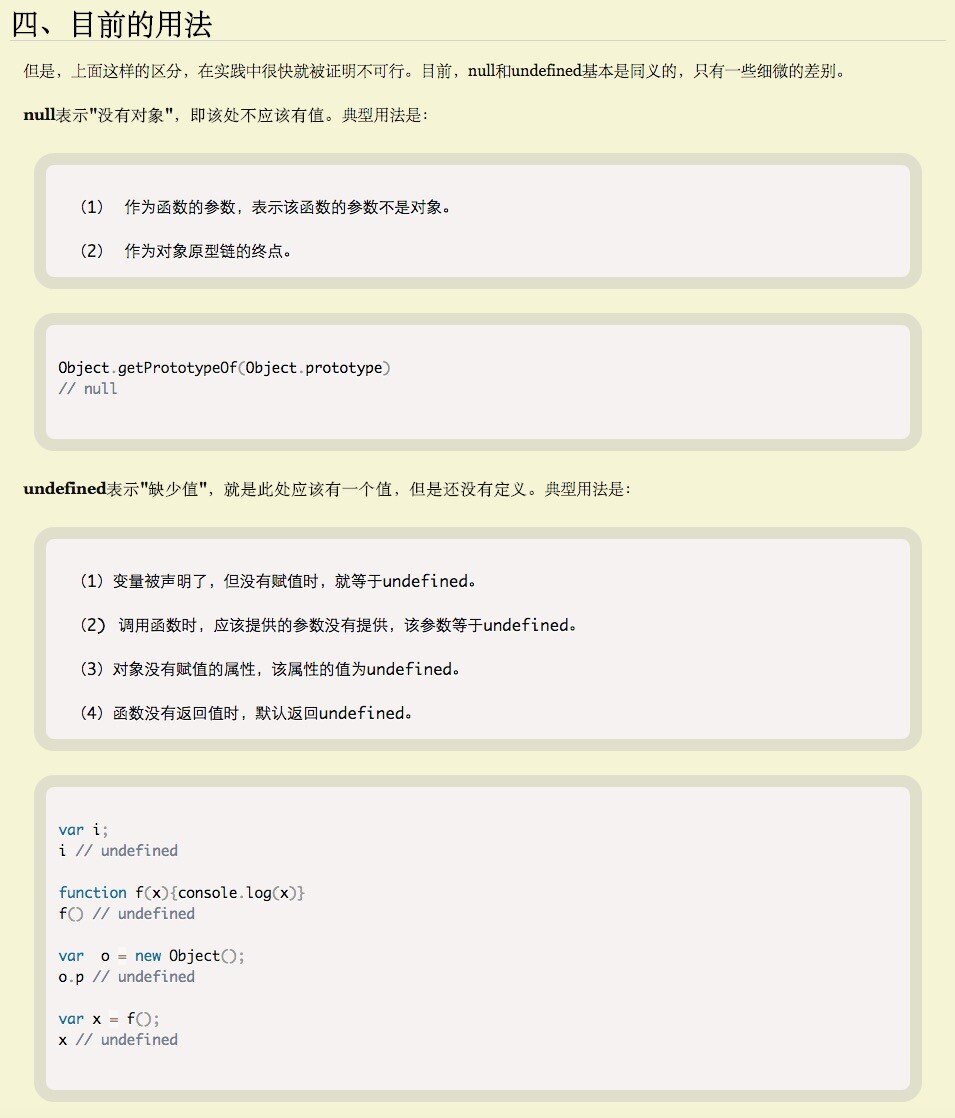 四、目前的用法
但是，上面这样的区分，在实践中很快就被证明不可行。目前，null和undefined基本是同义的，只有一些细微的差别。
null表示"没有对象"，即该处不应该有值。典型用法是：
（1） 作为函数的参数，表示该函数的参数不是对象。
（2） 作为对象原型链的终点。
Object.getPrototypeOf(Object.prototype)
// null
undefined表示"缺少值"，就是此处应该有一个值，但是还没有定义。典型用法是：
（1）变量被声明了，但没有赋值时，就等于undefined。
（2) 调用函数时，应该提供的参数没有提供，该参数等于undefined。
（3）对象没有赋值的属性，该属性的值为undefined。
（4）函数没有返回值时，默认返回undefined。
var i;
i // undefined
function f(x){console.log(x)}
f() // undefined
var  o = new Object();
o.p // undefined
var x = f();
x // undefined